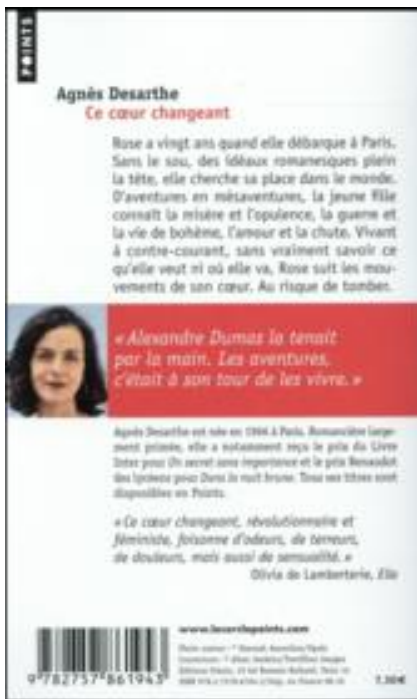 POINTS
Agnès Desarthe
Ce cœur changeant
Rose a vingt ans quand elle débarque à Paris.
Sans le sou, des idéaux romanesques plein
la tête, elle cherche sa place dans le monde.
D'aventures en mésaventures, la jeune fille
connaît la misère et l'opulence, la guerre et
la vie de bohème, l'amour et la chute. Vivant
à contre-courant, sans vraiment savoir ce
qu'elle veut ni où elle va, Rose suit les mou-
vements de son cœur. Au risque de tomber.
« Alexandre Dumas la tenait
par la main. Les aventures,
c'était à son tour de les vivre. »
Agnès Desarthe est née en 1966 à Paris. Romancière large-
ment primée, elle a notamment reçu le prix du Livre
Inter pour Un secret sans importance et le prix Renaudot
des lycéens pour Dans la nuit brune. Tous ses titres sont
disponibles en Points.
« Ce cœur changeant, révolutionnaire et
féministe, foisonne d'odeurs, de terreurs,
de douleurs, mais aussi de sensualité. »
Olivia de Lamberterie, Elle
www.lecerclepoints.com
9782757861943
7,30€